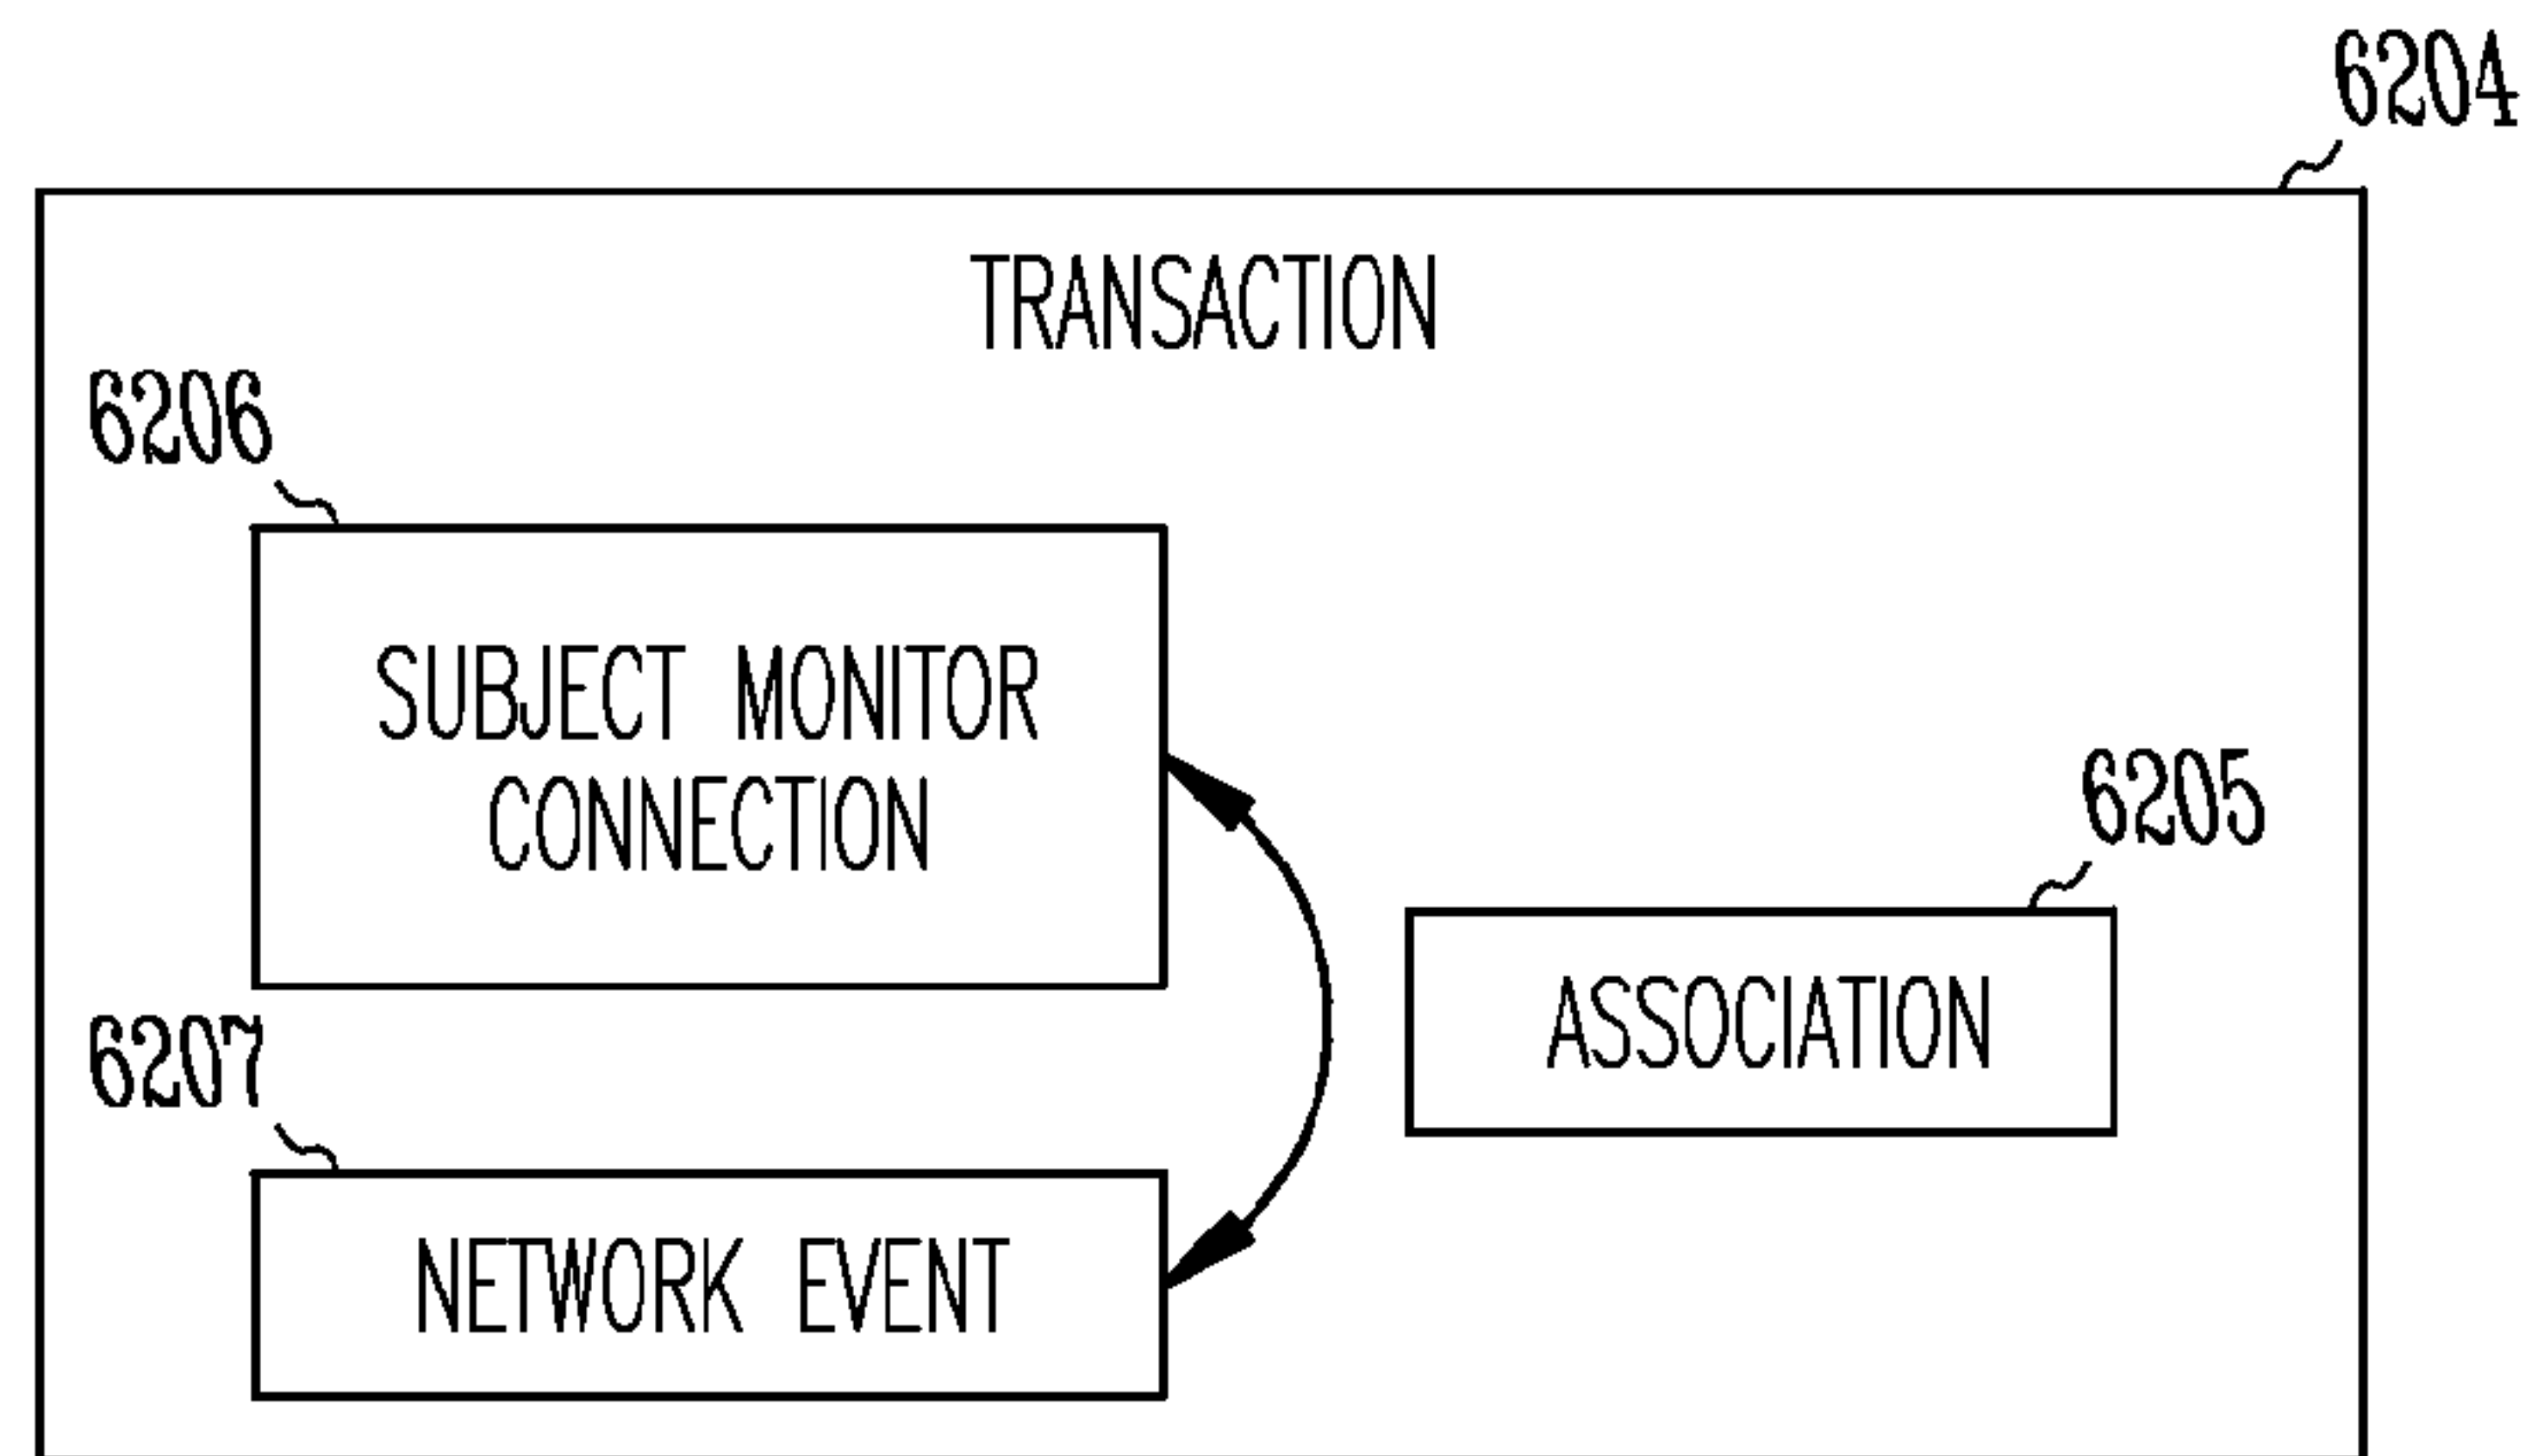 6204
TRANSACTION
6206
SUBJECT MONITOR
CONNECTION
6205
ASSOCIATION
6207
NETWORK EVENT